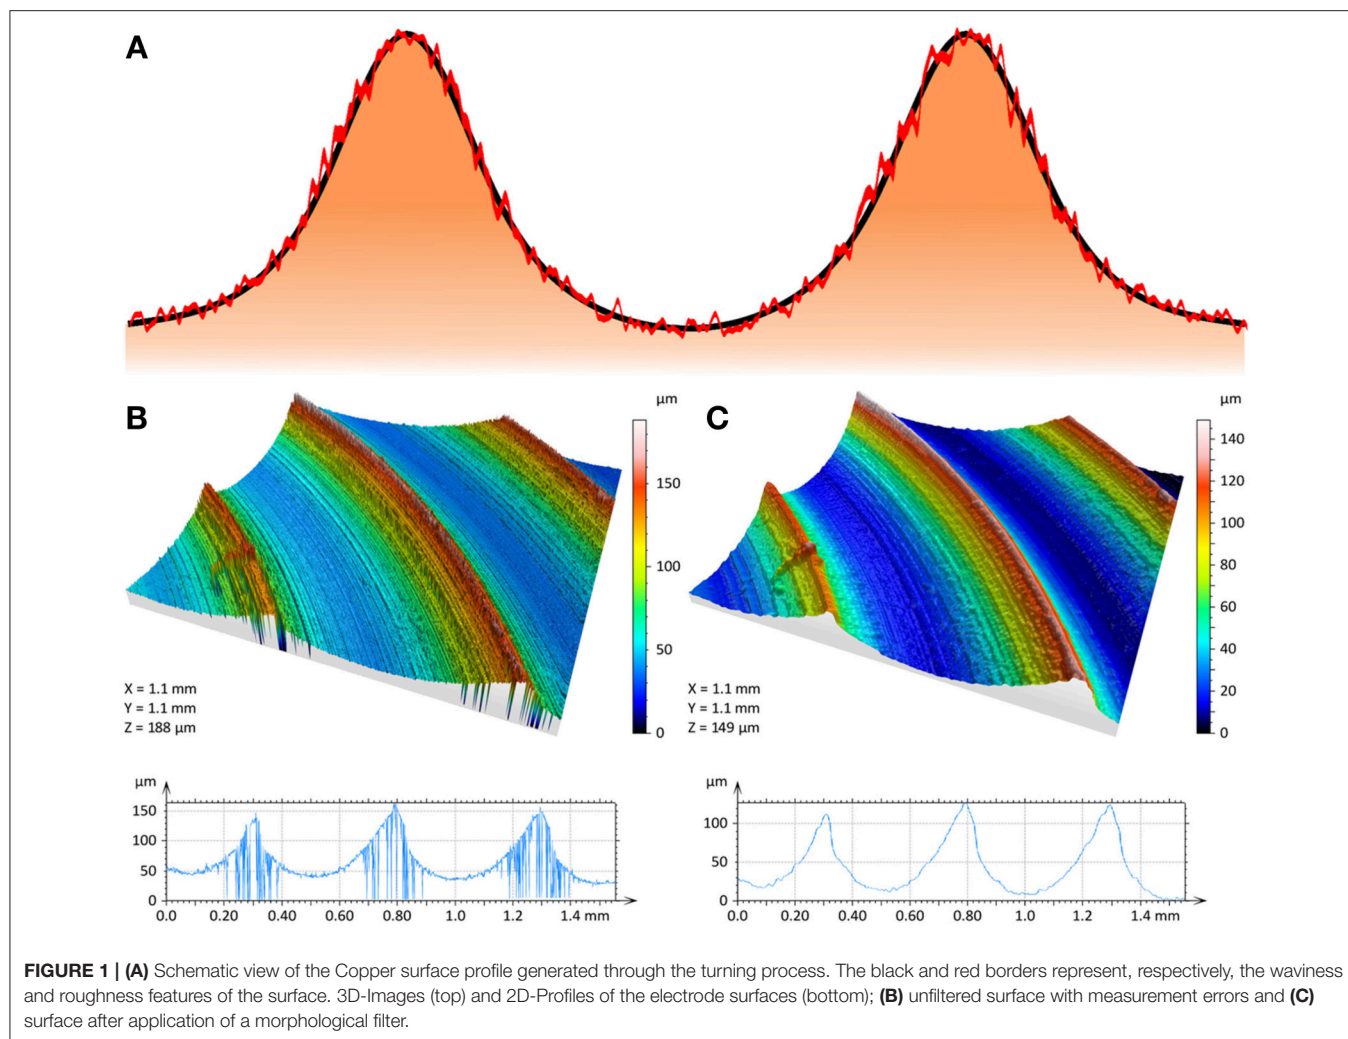 A
B
μm
150
100
50
0
X = 1.1 mm
Y = 1.1 mm
Z = 188 μm
C
μm
140
120
100
80
60
40
20
0
X = 1.1 mm
Y = 1.1 mm
Z = 149 μm
μm
150
100
50
0
0.0 0.20 0.40 0.60 0.80 1.0 1.2 1.4 mm
μm
100
50
0
0.0 0.20 0.40 0.60 0.80 1.0 1.2 1.4 mm
FIGURE 1 | (A) Schematic view of the Copper surface profile generated through the turning process. The black and red borders represent, respectively, the waviness
and roughness features of the surface. 3D-Images (top) and 2D-Profiles of the electrode surfaces (bottom); (B) unfiltered surface with measurement errors and (C)
surface after application of a morphological filter.